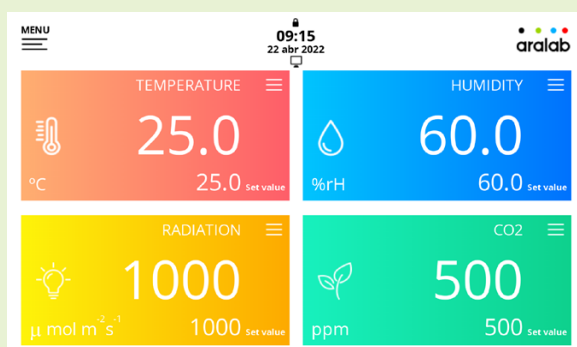 MENU
09:15
22 abr 2022
aralab
TEMPERATURE
25.0
°C
25.0 Set value
HUMIDITY
60.0
%rH
60.0 Set value
RADIATION
1000
μ mol m⁻² s⁻¹
1000 Set value
CO2
500
ppm
500 Set value